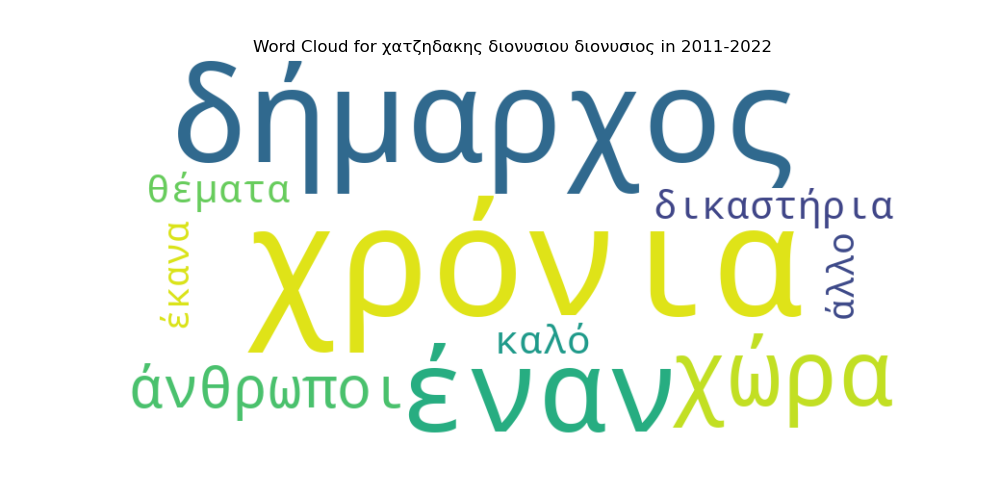 Word Cloud for χατζηδακης διονυσιου διονυσιος in 2011-2022
δήμαρχος
θέματα
δικαστήρια
έκανα
χρόνια
άλλο
καλό
άνθρωποι
έναν
χώρα